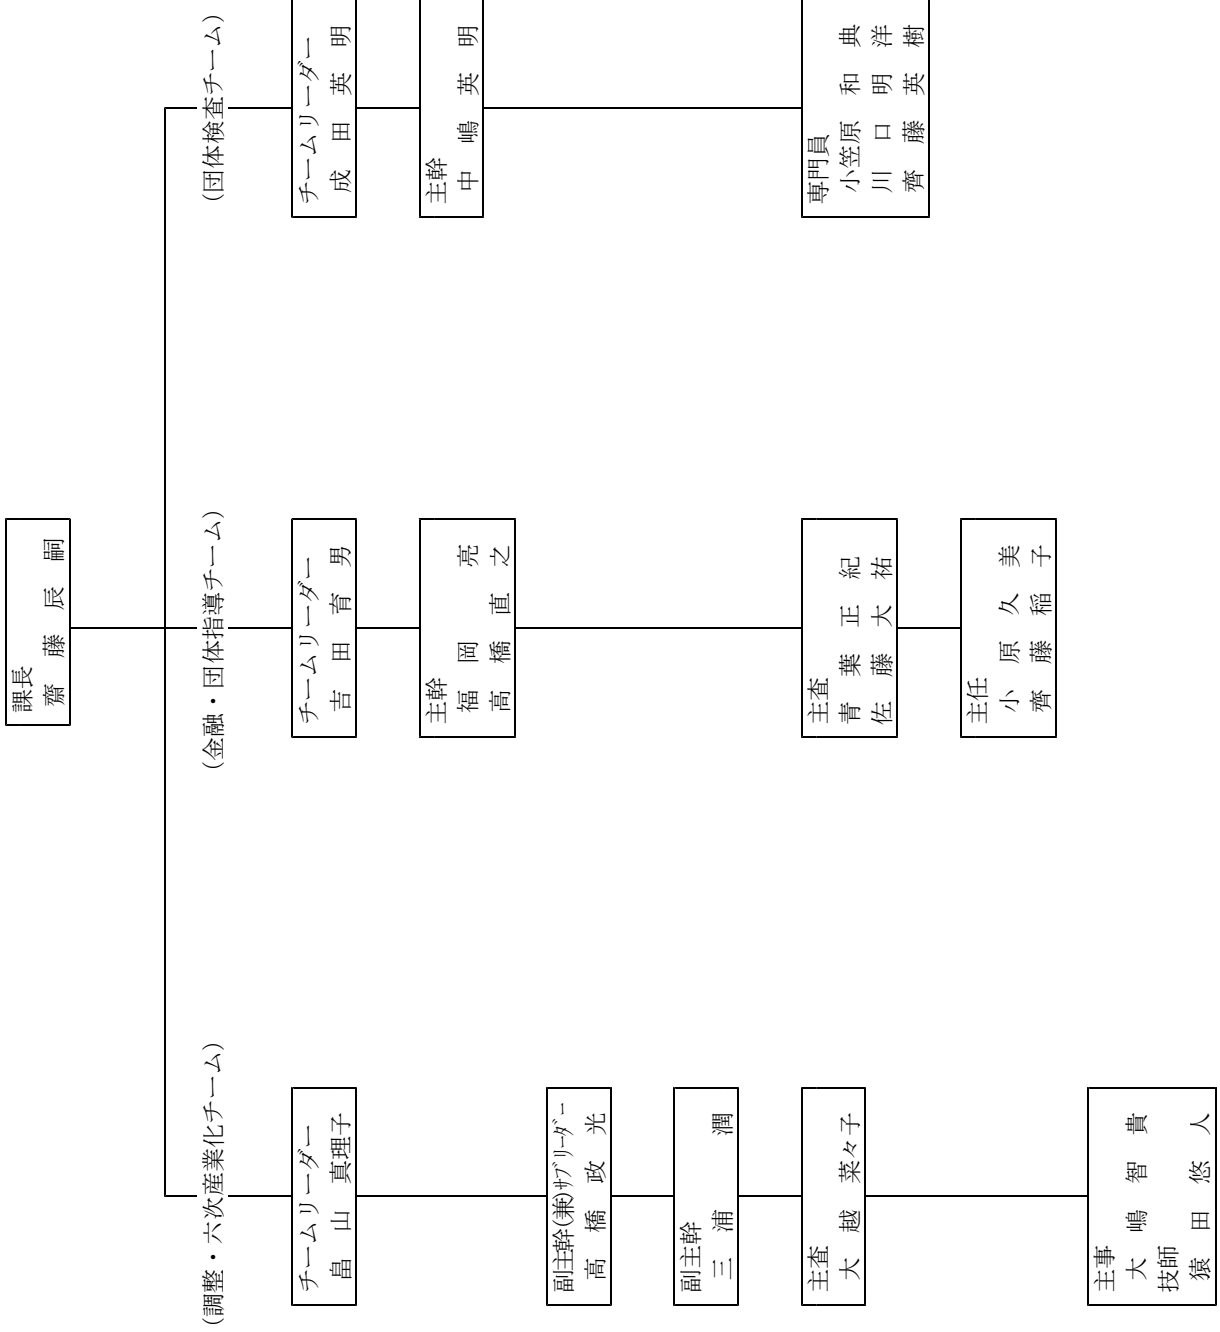 課長
齋藤辰嗣
(調整・六次産業化チーム)
チームリーダー
畠山真理子
副主幹(兼)ｻﾌﾞﾘｰﾀﾞｰ
高橋政光
副主幹
三浦潤
主査
大越菜々子
主事
大嶋智貴
技師
猿田悠人
(金融・団体指導チーム)
チームリーダー
吉田育男
主幹
福岡亮
高橋直之
主査
青葉正紀
佐藤大祐
主任
小原久美
齊藤稲子
(団体検査チーム)
チームリーダー
成田英明
主幹
中嶋英明
専門員
小笠原和典
川口明洋
齊藤英樹